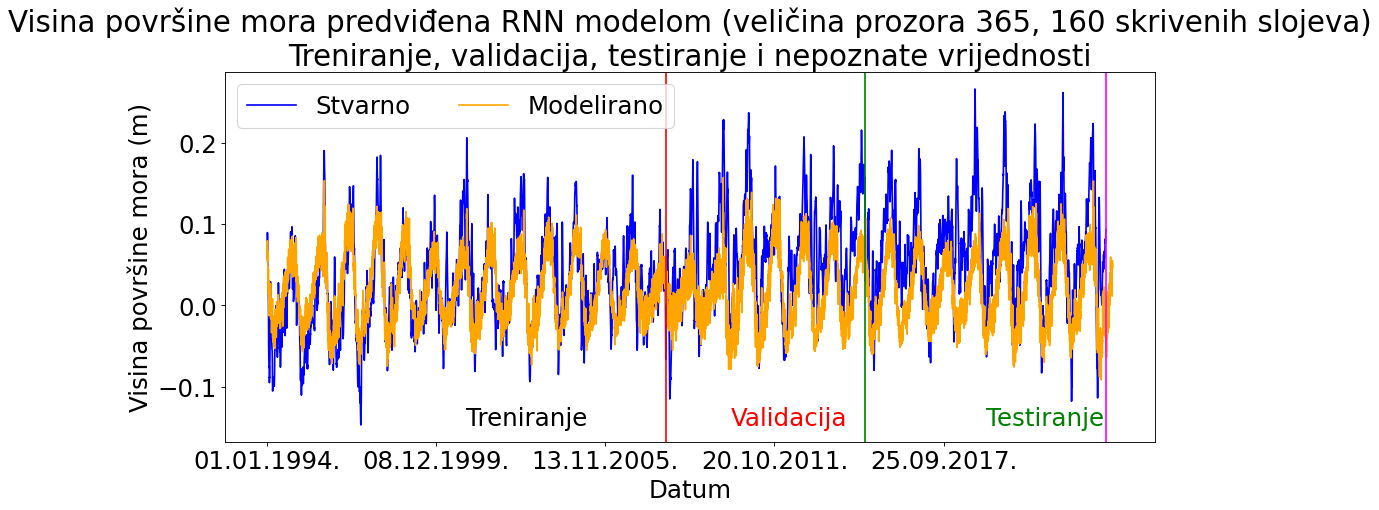 Visina površine mora predviđena RNN modelom (veličina prozora 365, 160 skrivenih slojeva)
Treniranje, validacija, testiranje i nepoznate vrijednosti
Stvarno Modelirano
Visina površine mora (m)
0.2
0.1
0.0
−0.1
Treniranje Validacija Testiranje
01.01.1994. 08.12.1999. 13.11.2005. 20.10.2011. 25.09.2017.
Datum